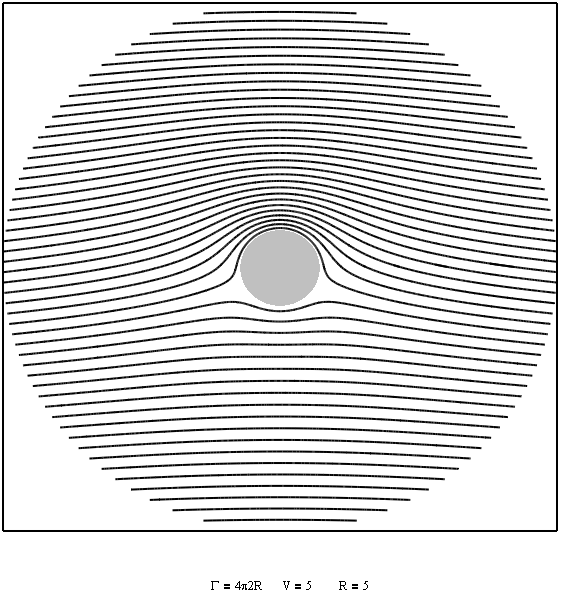 Γ = 4π2R V = 5 R = 5